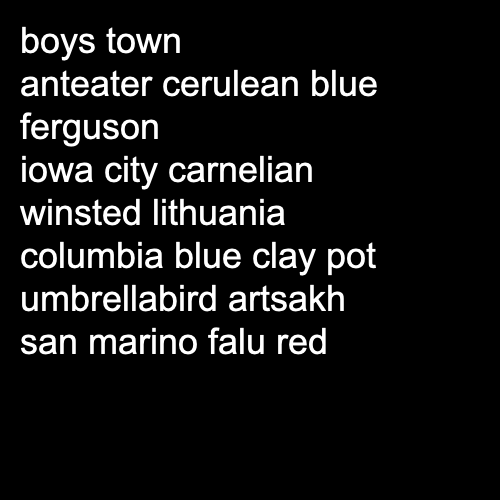 boys town
anteater cerulean blue
ferguson
iowa city carnelian
winsted lithuania
columbia blue clay pot
umbrellabird artsakh
san marino falu red